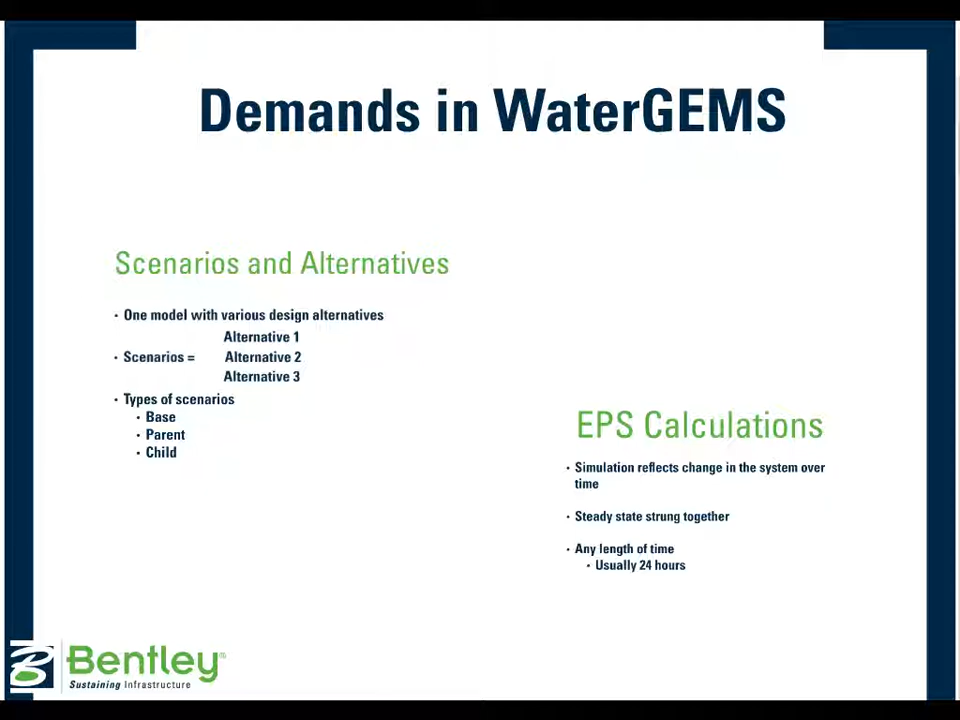 Demands in WaterGEMS
Scenarios and Alternatives
· One model with various design alternatives
Alternative 1
· Scenarios = Alternative 2
Alternative 3
· Types of scenarios
· Base
· Parent
· Child
EPS Calculations
· Simulation reflects change in the system over
time
· Steady state strung together
· Any length of time
· Usually 24 hours
Bentley™
Sustaining Infrastructure